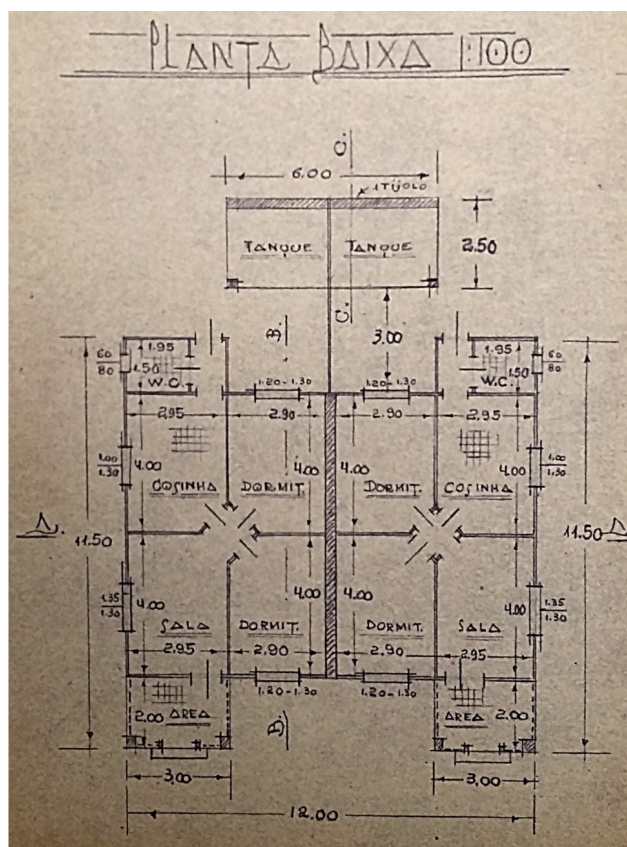 PLANTA BAIXA 1:100
C.
6.00
1 TIJOLO
TANQUE TANQUE
2.50
B. C. 3.00
1.95 1.95
60/80 1.50 1.50 60/80
W.C. 1.20-1.30 1.20-1.30 W.C.
2.95 2.90 2.90 2.95
1.00/1.30 4.00 4.00 4.00 4.00 1.00/1.30
COSINHA DORMIT. DORMIT. COSINHA
A. 11.50 11.50 A.
1.35/1.30 4.00 4.00 4.00 4.00 1.35/1.30
SALA DORMIT. DORMIT. SALA
2.95 2.90 2.90 2.95
1.20-1.30 1.20-1.30
2.00 AREA B. AREA 2.00
3.00 3.00
12.00